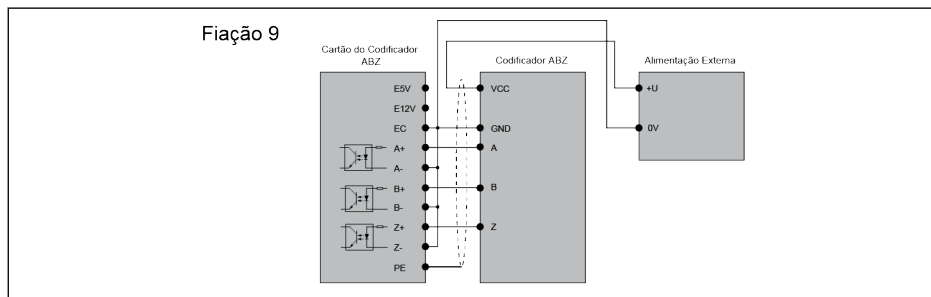 Fiação 9
Cartão do Codificador
ABZ
Codificador ABZ
Alimentação Externa
E5V
E12V
EC
A+
A-
B+
B-
Z+
Z-
PE
VCC
GND
A
B
Z
+U
0V